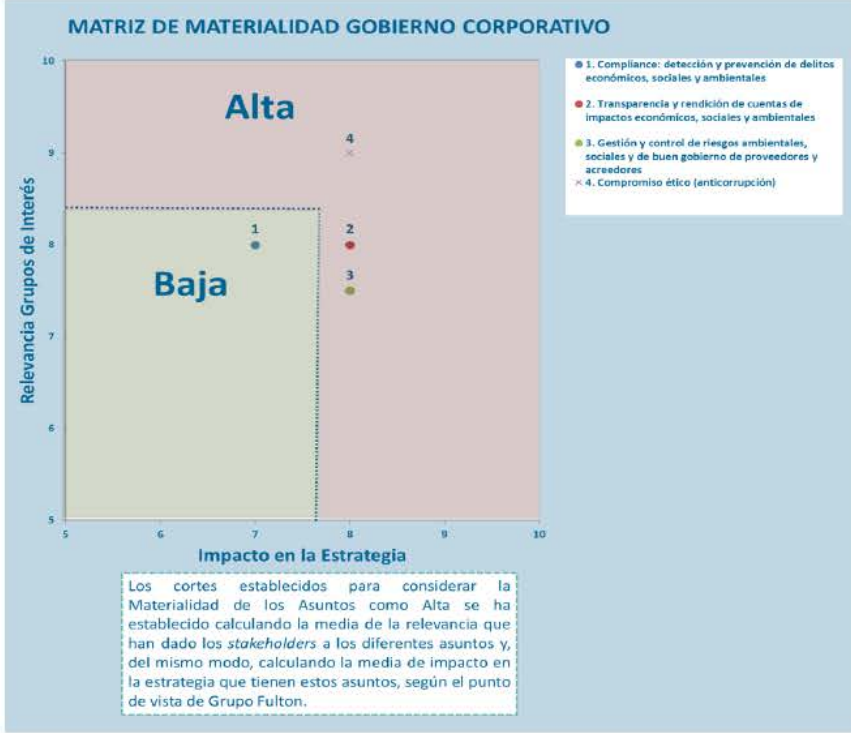 MATRIZ DE MATERIALIDAD GOBIERNO CORPORATIVO
10
9
8
7
6
5
Relevancia Grupos de Interés
Alta
4
1
2
3
Baja
5
6
7
8
9
10
Impacto en la Estrategia
1. Compliance: detección y prevención de delitos
económicos, sociales y ambientales
2. Transparencia y rendición de cuentas de
impactos económicos, sociales y ambientales
3. Gestión y control de riesgos ambientales,
sociales y de buen gobierno de proveedores y
acreedores
4. Compromiso ético (anticorrupción)
Los cortes establecidos para considerar la
Materialidad de los Asuntos como Alta se ha
establecido calculando la media de la relevancia que
han dado los stakeholders a los diferentes asuntos y,
del mismo modo, calculando la media de impacto en
la estrategia que tienen estos asuntos, según el punto
de vista de Grupo Fulton.